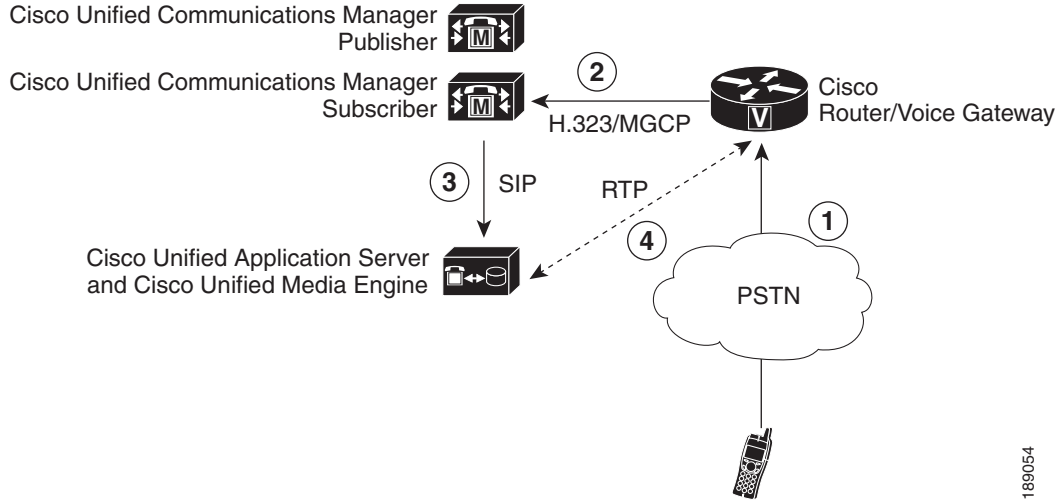 Cisco Unified Communications Manager
Publisher
M
Cisco Unified Communications Manager
Subscriber
M
2
H.323/MGCP
Cisco
Router/Voice Gateway
V
3
SIP
RTP
1
4
Cisco Unified Application Server
and Cisco Unified Media Engine
PSTN
189054